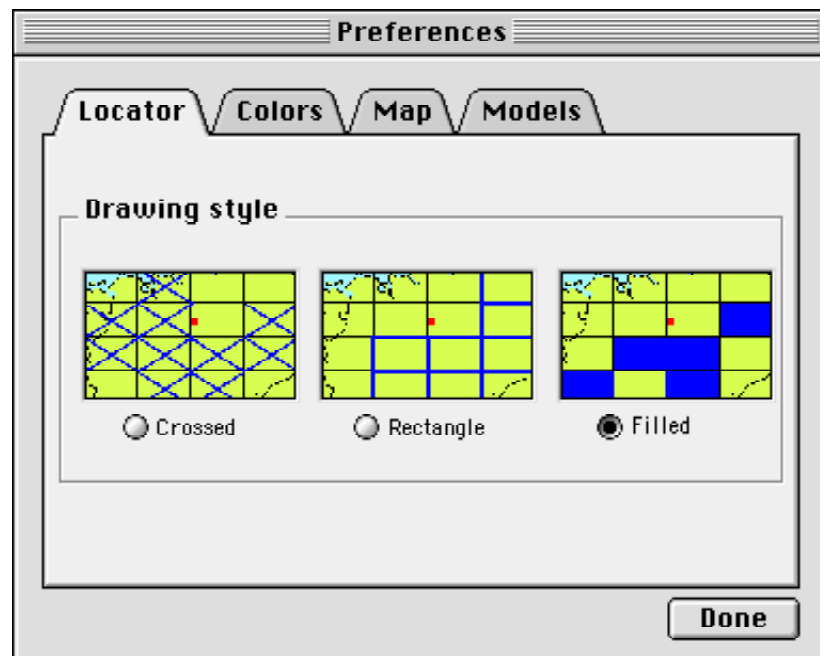 Preferences
Locator Colors Map Models
Drawing style
Crossed Rectangle Filled
Done